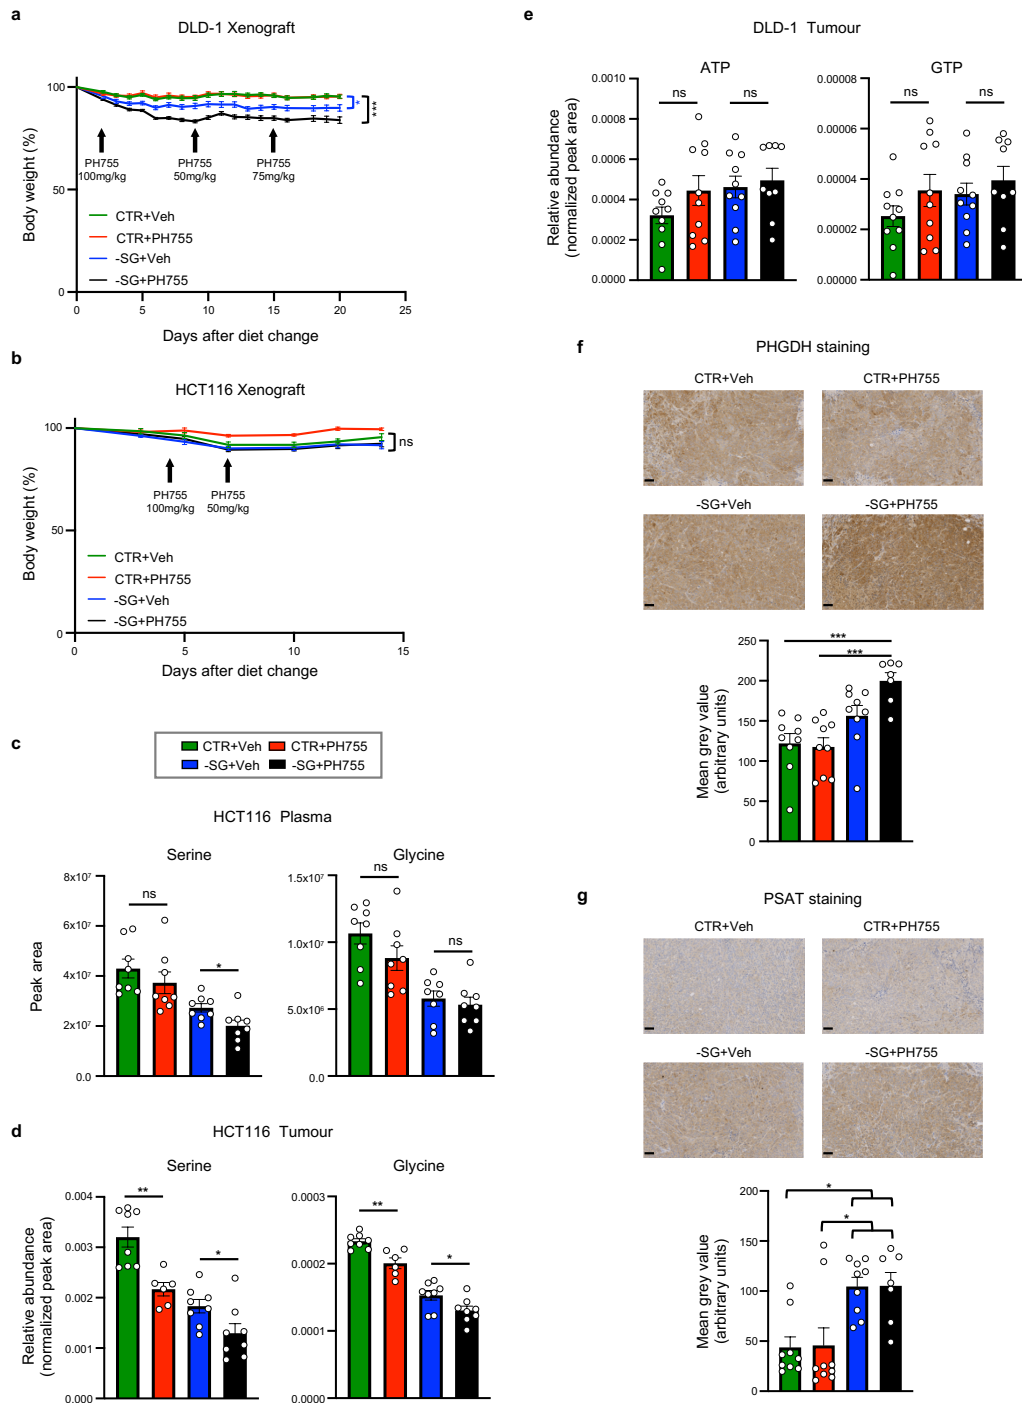 a
DLD-1 Xenograft
Body weight (%)
100
50
0
PH755
100mg/kg
PH755
50mg/kg
PH755
75mg/kg
*
***
CTR+Veh
CTR+PH755
-SG+Veh
-SG+PH755
0 5 10 15 20 25
Days after diet change
b
HCT116 Xenograft
Body weight (%)
100
50
0
ns
PH755
100mg/kg
PH755
50mg/kg
CTR+Veh
CTR+PH755
-SG+Veh
-SG+PH755
0 5 10 15
Days after diet change
CTR+Veh CTR+PH755
-SG+Veh -SG+PH755
c
HCT116 Plasma
Serine
Peak area
8x10⁷
6x10⁷
4x10⁷
2x10⁷
0.0
ns
*
Glycine
1.5x10⁷
1.0x10⁷
5.0x10⁶
0.0
ns
ns
d
HCT116 Tumour
Serine
Relative abundance
(normalized peak area)
0.004
0.003
0.002
0.001
0.000
**
*
Glycine
0.0003
0.0002
0.0001
0.0000
**
*
e
DLD-1 Tumour
ATP
Relative abundance
(normalized peak area)
0.0010
0.0008
0.0006
0.0004
0.0002
0.0000
ns ns
GTP
0.00008
0.00006
0.00004
0.00002
0.00000
ns ns
f
PHGDH staining
CTR+Veh CTR+PH755
-SG+Veh -SG+PH755
Mean grey value
(arbitrary units)
250
200
150
100
50
0
***
***
g
PSAT staining
CTR+Veh CTR+PH755
-SG+Veh -SG+PH755
Mean grey value
(arbitrary units)
200
150
100
50
0
*
*